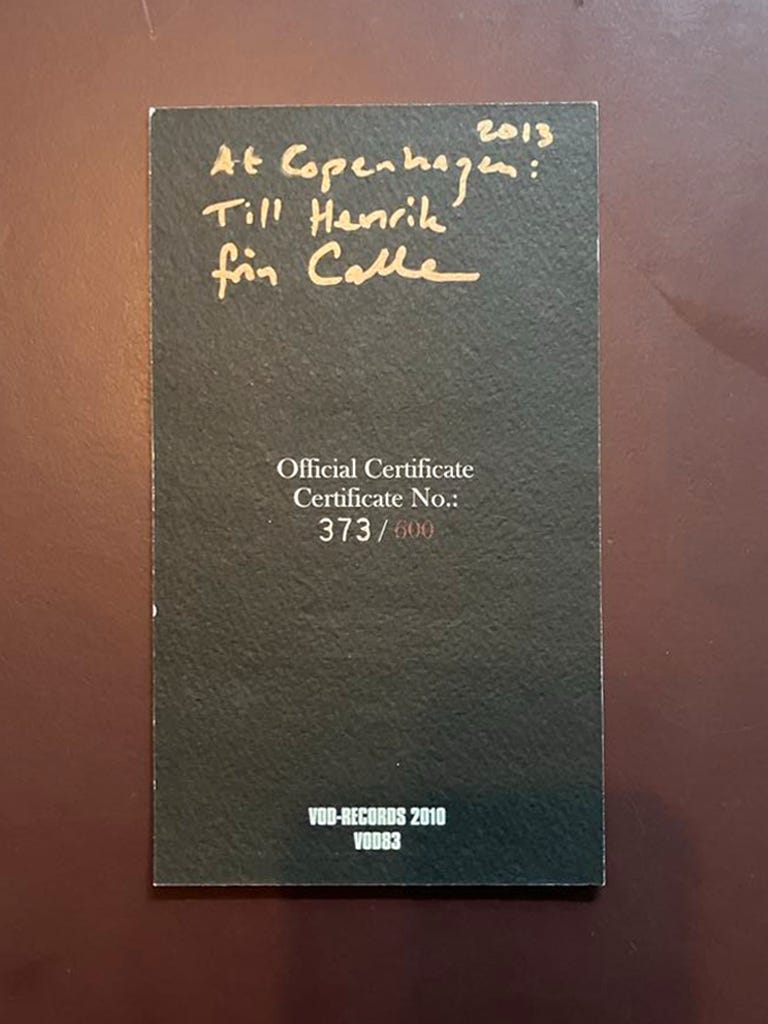 2013
At Copenhagen:
Till Henrik
från Calle
Official Certificate
Certificate No.:
373/600
VOD-RECORDS 2010
VOD83